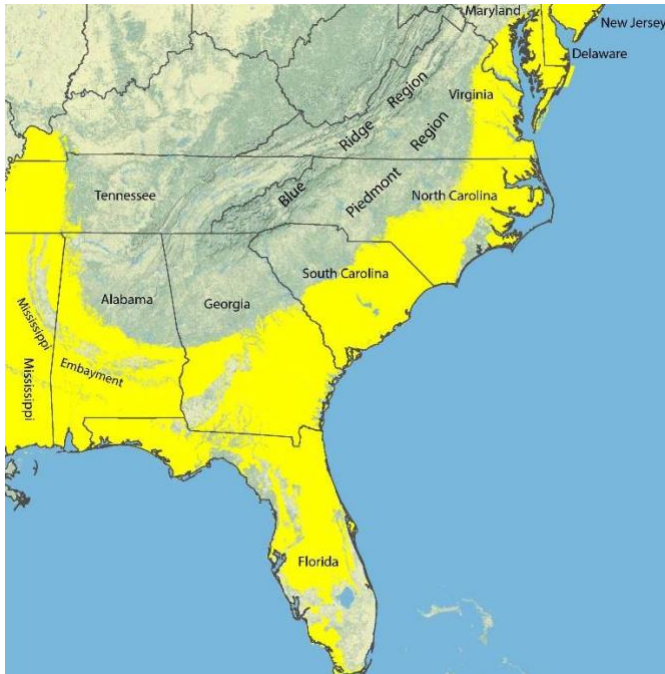 Maryland
New Jersey
Delaware
Virginia
Blue Ridge Region
Piedmont Region
Tennessee
North Carolina
South Carolina
Alabama
Georgia
Mississippi Embayment
Mississippi
Florida